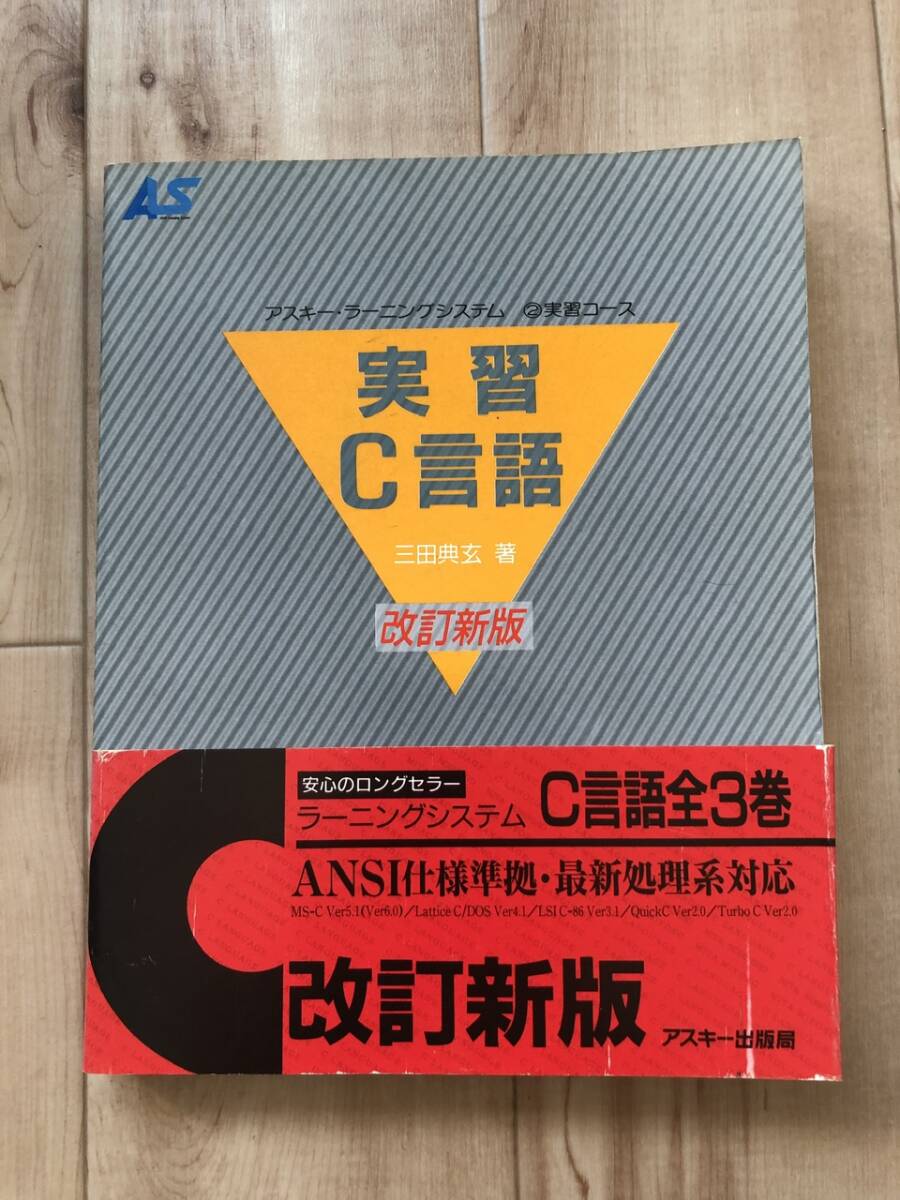 ALS
アスキー・ラーニングシステム ②実習コース
実習
C言語
三田典玄 著
改訂新版
安心のロングセラー
ラーニングシステム C言語全3巻
ANSI仕様準拠・最新処理系対応
MS-C Ver5.1(Ver6.0)/Lattice C/DOS Ver4.1/LSI C-86 Ver3.1/QuickC Ver2.0/Turbo C Ver2.0
C改訂新版
アスキー出版局